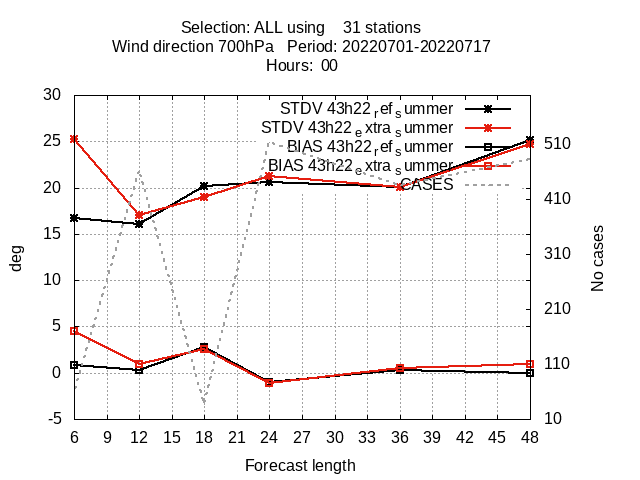 Selection: ALL using 31 stations
Wind direction 700hPa Period: 20220701-20220717
Hours: 00
30
25
20
15
10
5
0
-5
deg
STDV 43h22_ref_summer
STDV 43h22_extra_summer
BIAS 43h22_ref_summer
BIAS 43h22_extra_summer
CASES
510
410
310
210
110
10
No cases
6 9 12 15 18 21 24 27 30 33 36 39 42 45 48
Forecast length